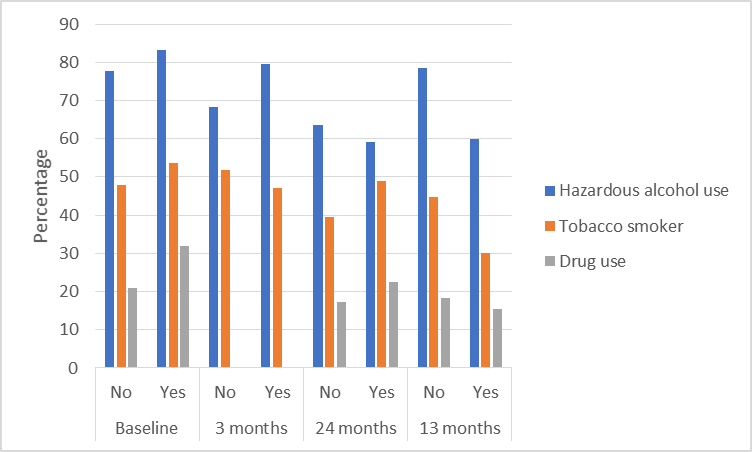 90
80
70
60
50
40
30
20
10
0
Percentage
No Yes No Yes No Yes No Yes
Baseline 3 months 24 months 13 months
Hazardous alcohol use
Tobacco smoker
Drug use